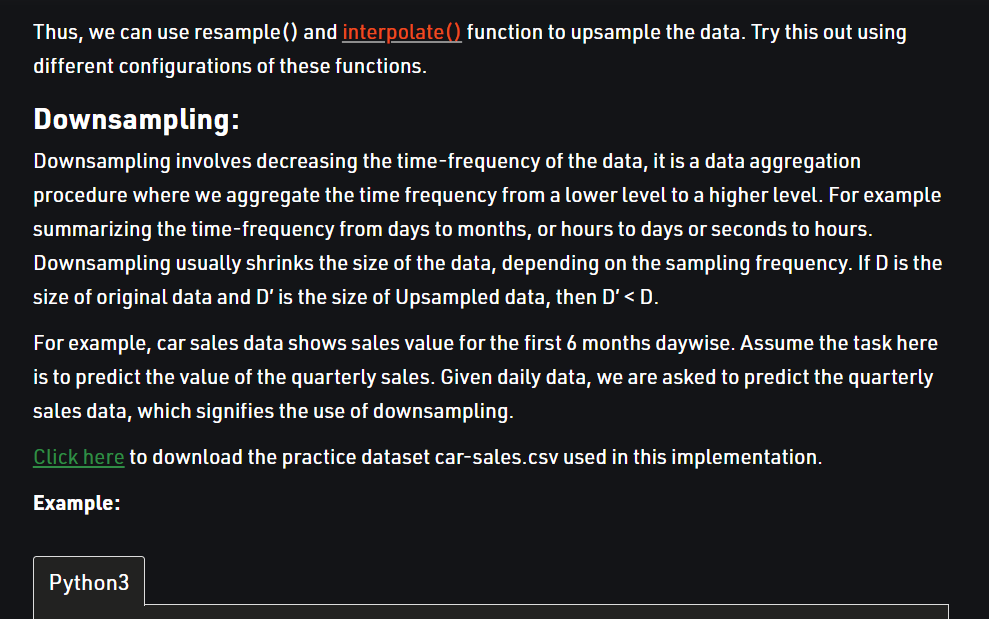 Thus, we can use resample() and interpolate() function to upsample the data. Try this out using
different configurations of these functions.
Downsampling:
Downsampling involves decreasing the time-frequency of the data, it is a data aggregation
procedure where we aggregate the time frequency from a lower level to a higher level. For example
summarizing the time-frequency from days to months, or hours to days or seconds to hours.
Downsampling usually shrinks the size of the data, depending on the sampling frequency. If D is the
size of original data and D’ is the size of Upsampled data, then D’ < D.
For example, car sales data shows sales value for the first 6 months daywise. Assume the task here
is to predict the value of the quarterly sales. Given daily data, we are asked to predict the quarterly
sales data, which signifies the use of downsampling.
Click here to download the practice dataset car-sales.csv used in this implementation.
Example:
Python3